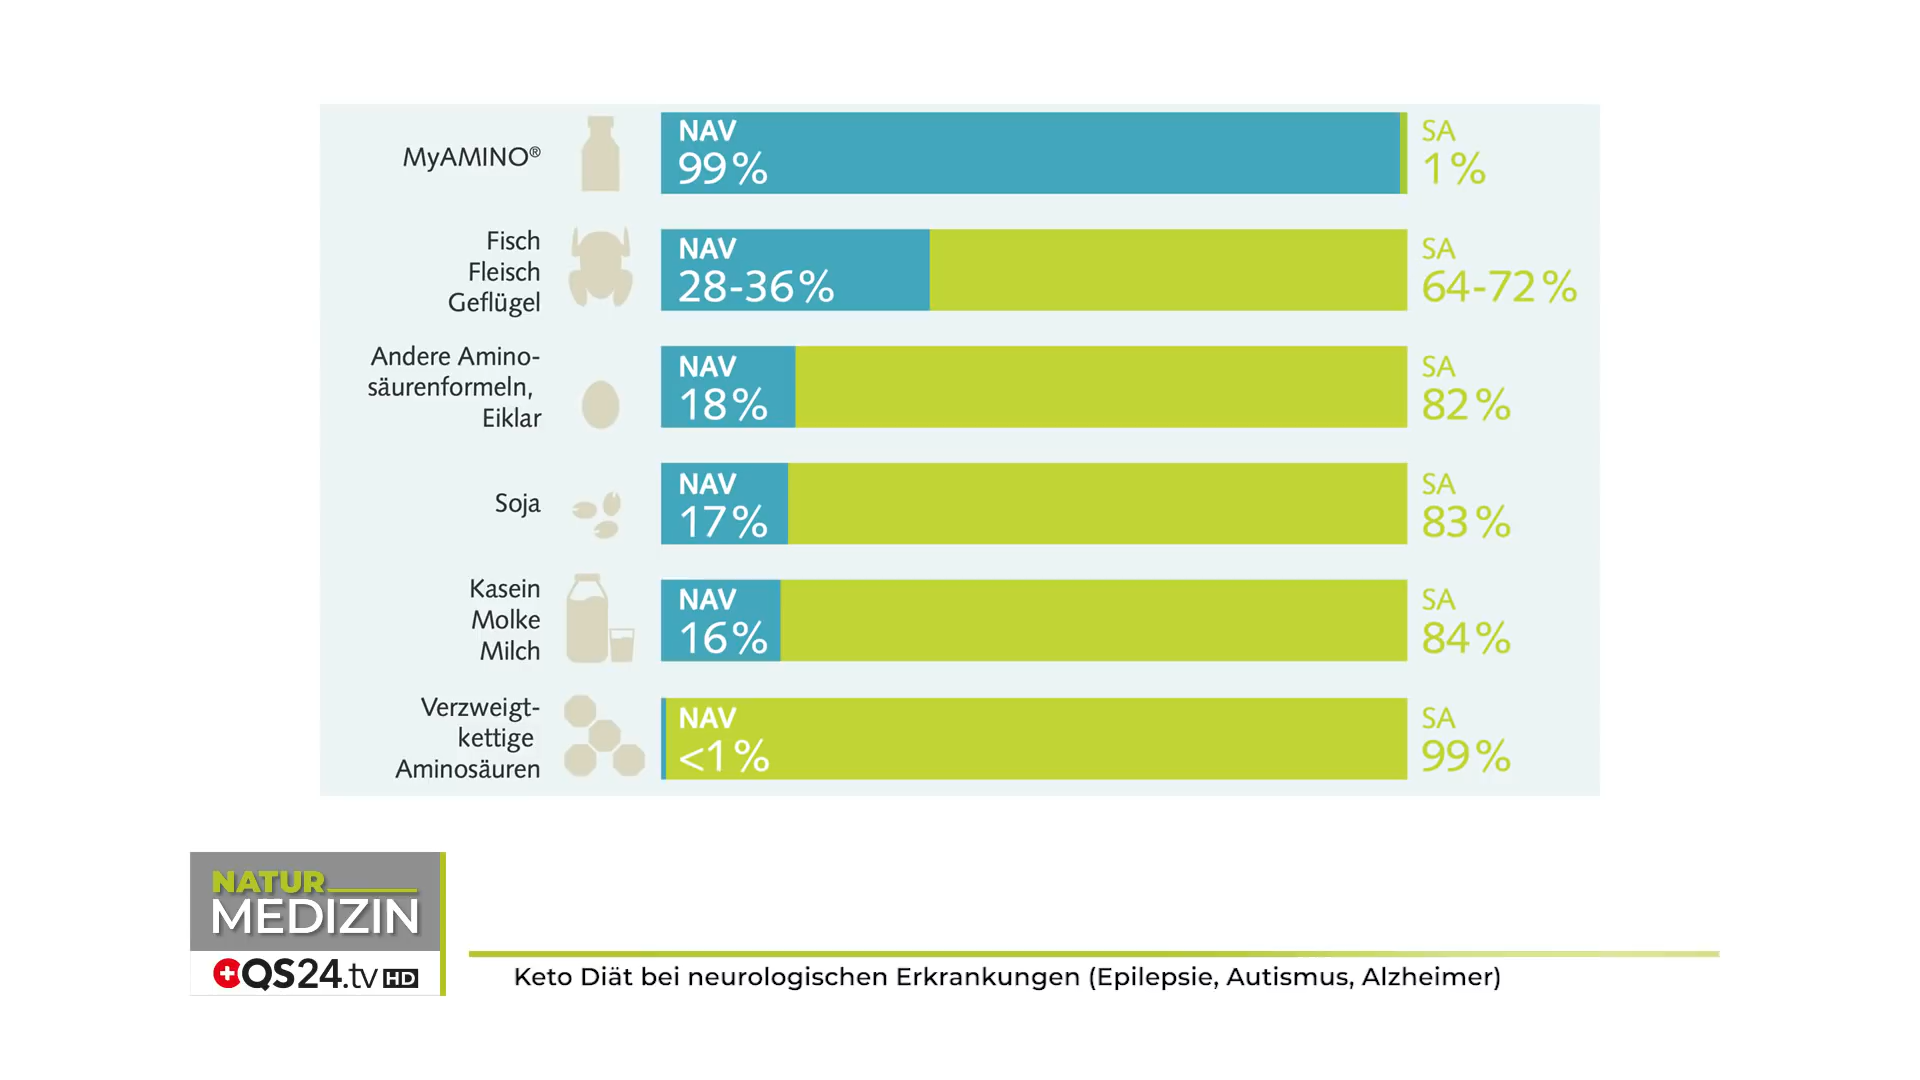 MyAMINO®
NAV
99%
SA
1%
Fisch
Fleisch
Geflügel
NAV
28-36%
SA
64-72%
Andere Amino-
säurenformeln,
Eiklar
NAV
18%
SA
82%
Soja
NAV
17%
SA
83%
Kasein
Molke
Milch
NAV
16%
SA
84%
Verzweigt-
kettige
Aminosäuren
NAV
<1%
SA
99%
NATUR
MEDIZIN
QS24.tv HD
Keto Diät bei neurologischen Erkrankungen (Epilepsie, Autismus, Alzheimer)